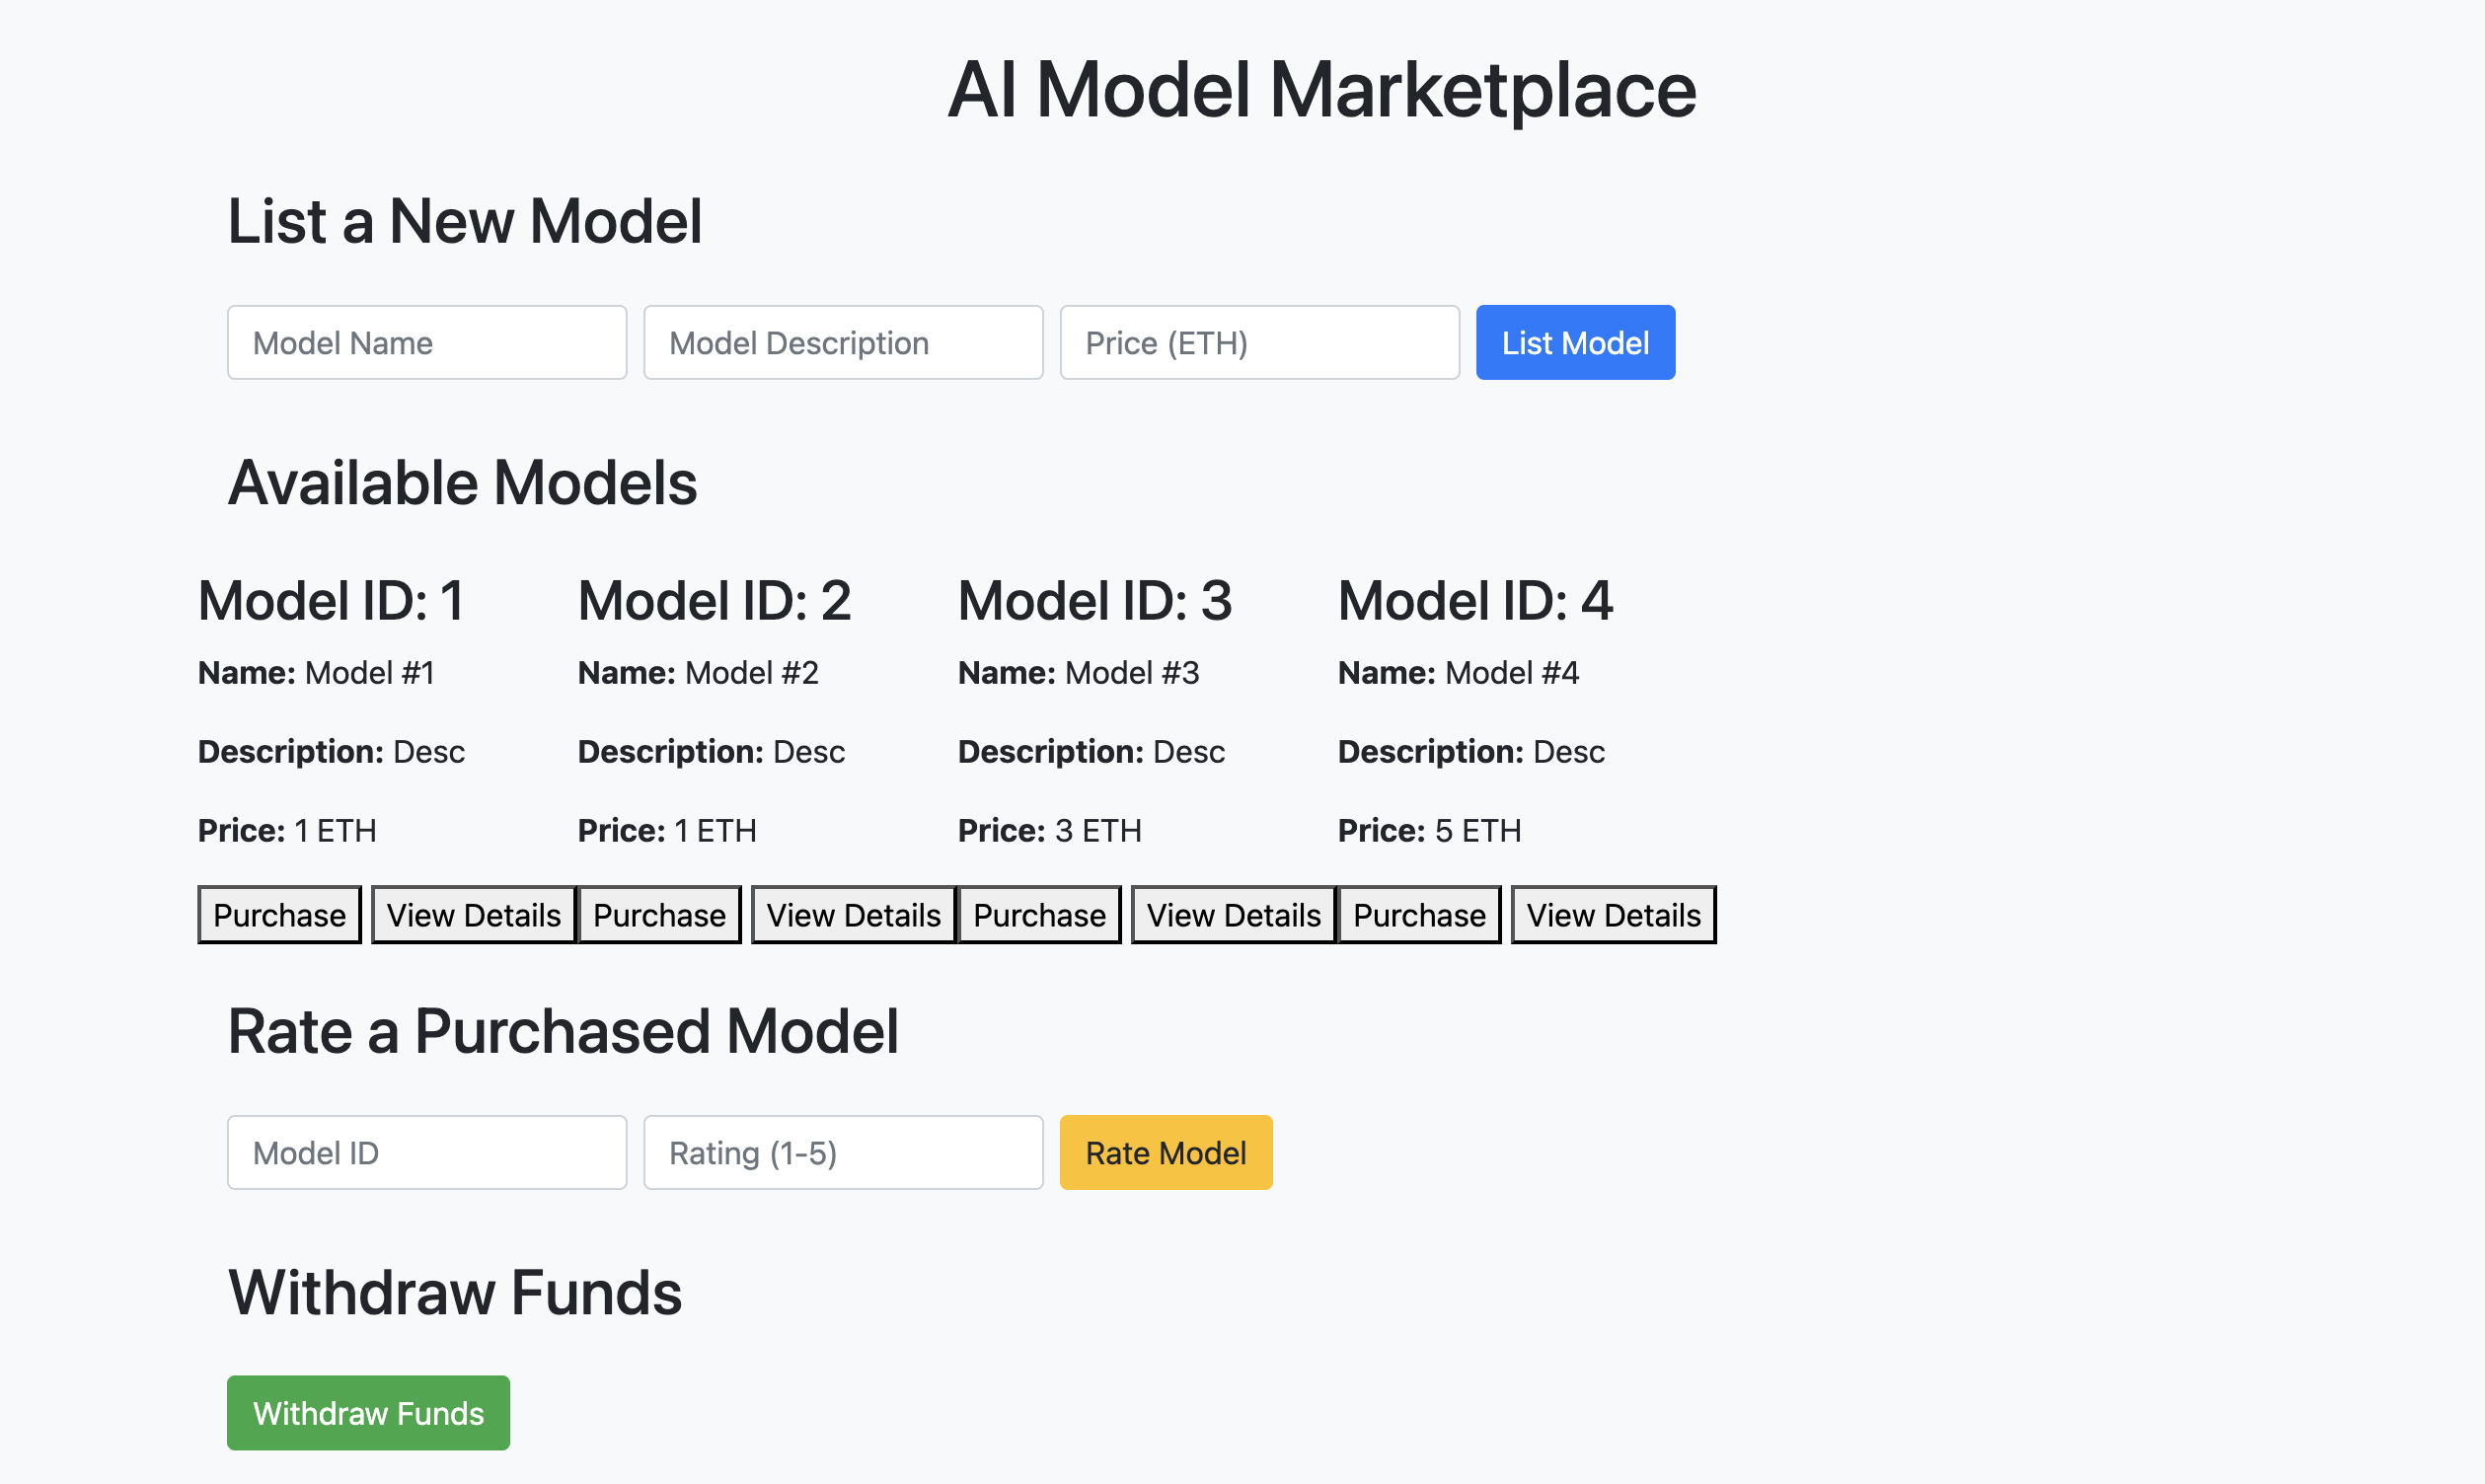 AI Model Marketplace
List a New Model
Model Name Model Description Price (ETH) List Model
Available Models
Model ID: 1 Model ID: 2 Model ID: 3 Model ID: 4
Name: Model #1 Name: Model #2 Name: Model #3 Name: Model #4
Description: Desc Description: Desc Description: Desc Description: Desc
Price: 1 ETH Price: 1 ETH Price: 3 ETH Price: 5 ETH
Purchase View Details Purchase View Details Purchase View Details Purchase View Details
Rate a Purchased Model
Model ID Rating (1-5) Rate Model
Withdraw Funds
Withdraw Funds